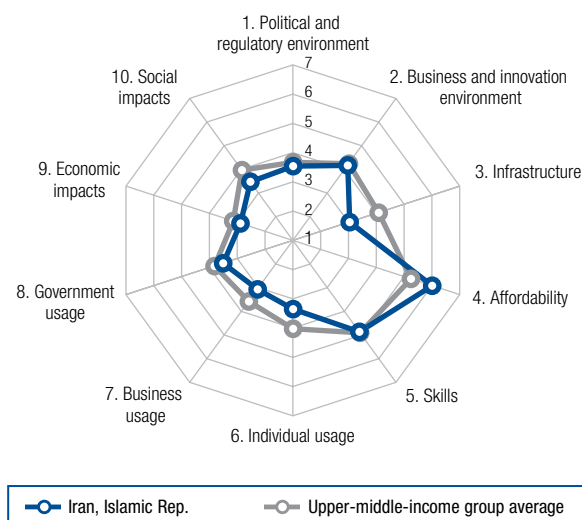 1. Political and
regulatory environment
2. Business and innovation
environment
3. Infrastructure
4. Affordability
5. Skills
6. Individual usage
7. Business
usage
8. Government
usage
9. Economic
impacts
10. Social
impacts
7
6
5
4
3
2
1
Iran, Islamic Rep.
Upper-middle-income group average